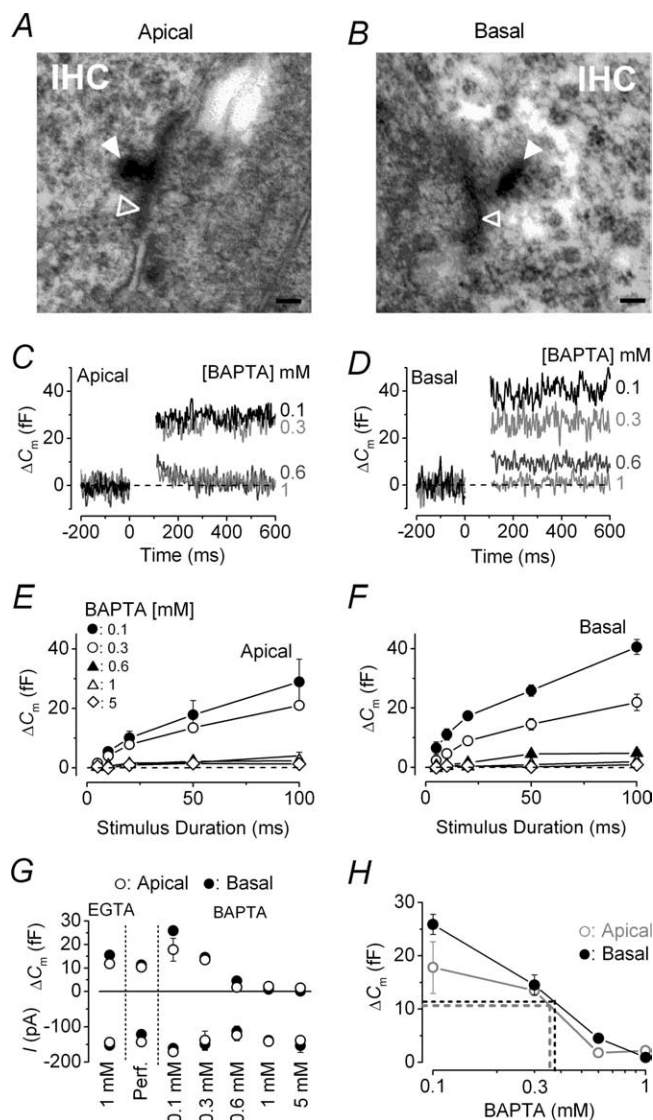 A Apical
B Basal
IHC
IHC
C Apical
[BAPTA] mM
0.1
0.3
0.6
1
ΔCm (fF)
40
20
0
-200 0 200 400 600
Time (ms)
D Basal
[BAPTA] mM
0.1
0.3
0.6
1
ΔCm (fF)
40
20
0
-200 0 200 400 600
Time (ms)
E
BAPTA [mM]
●: 0.1
○: 0.3
▲: 0.6
△: 1
◇: 5
Apical
ΔCm (fF)
40
20
0
0 50 100
Stimulus Duration (ms)
F
Basal
ΔCm (fF)
40
20
0
0 50 100
Stimulus Duration (ms)
G
○: Apical ●: Basal
EGTA BAPTA
ΔCm (fF)
30
20
10
0
I (pA)
-100
-150
-200
1 mM
Perf.
0.1 mM
0.3 mM
0.6 mM
1 mM
5 mM
H
○: Apical
●: Basal
ΔCm (fF)
30
20
10
0
0.1 0.3 1
BAPTA (mM)